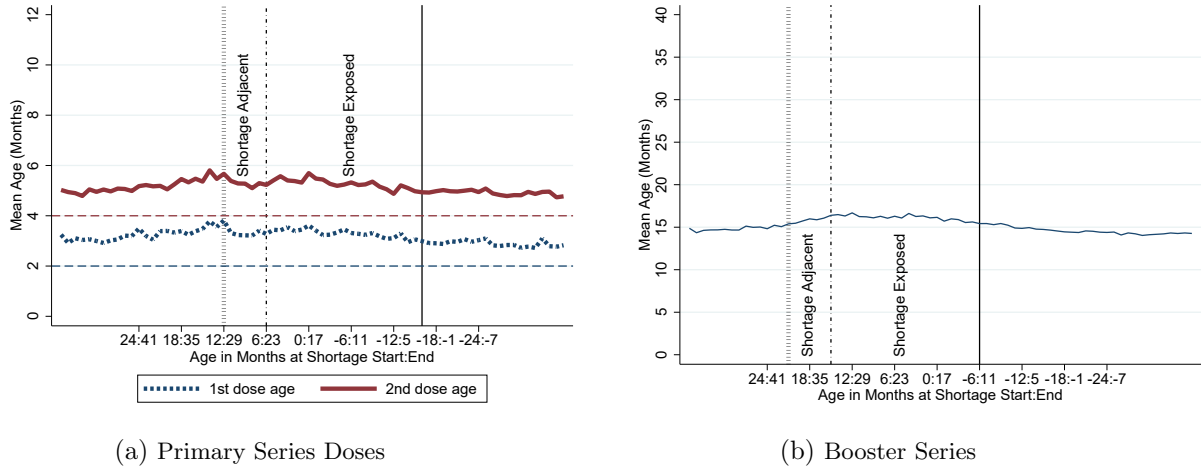 12
10
8
6
4
2
0
Mean Age (Months)
Shortage Adjacent
Shortage Exposed
24:41 18:35 12:29 6:23 0:17 -6:11 -12:5 -18:-1 -24:-7
Age in Months at Shortage Start:End
1st dose age 2nd dose age
(a) Primary Series Doses
40
35
30
25
20
15
10
5
0
Mean Age (Months)
Shortage Adjacent
Shortage Exposed
24:41 18:35 12:29 6:23 0:17 -6:11 -12:5 -18:-1 -24:-7
Age in Months at Shortage Start:End
(b) Booster Series